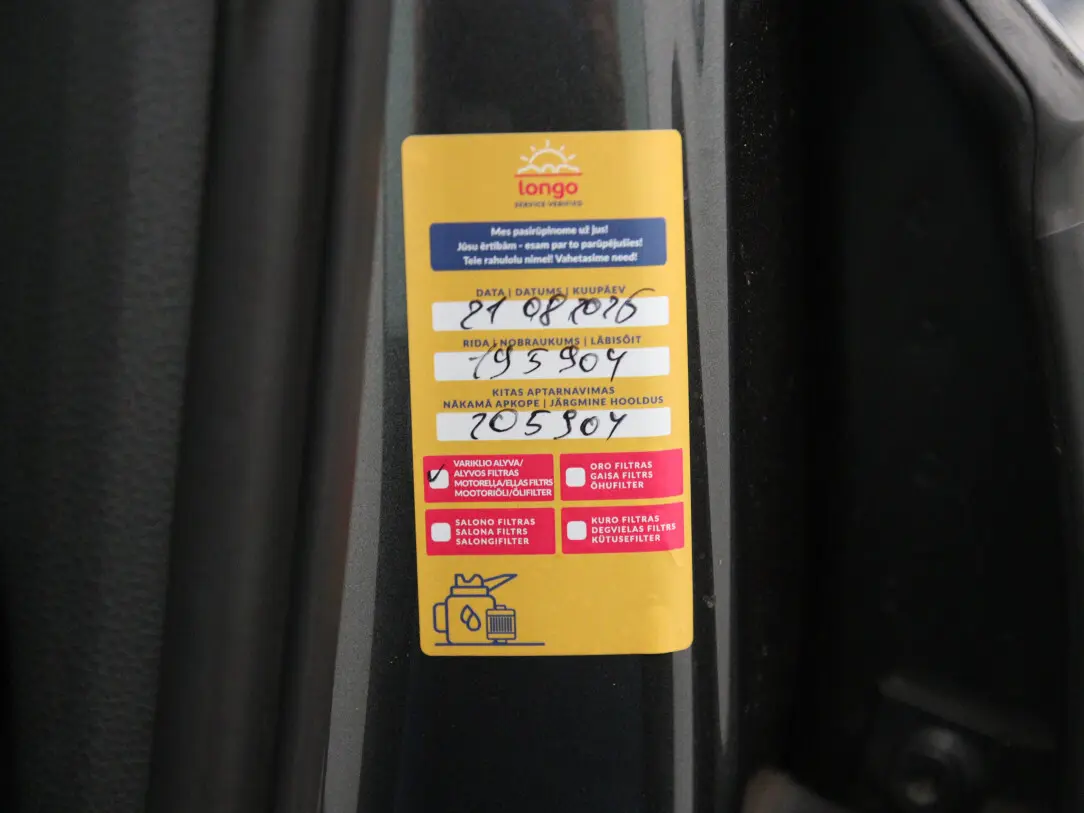 longo
SERVICE VERIFIED
Mes pasirūpinome už jus!
Jūsu ērtībām - esam par to parūpējušies!
Teie rahulolu nimel! Vahetasime need!
DATA | DATUMS | KUUPÄEV
21 08 2026
RIDA | NOBRAUKUMS | LÄBISÕIT
195904
KITAS APTARNAVIMAS
NĀKAMĀ APKOPE | JÄRGMINE HOOLDUS
205904
VARIKLIO ALYVA/
ALYVOS FILTRAS
MOTOREĻĻA/EĻĻAS FILTRS
MOOTORIÕLI/ÕLIFILTER
ORO FILTRAS
GAISA FILTRS
ÕHUFILTER
SALONO FILTRAS
SALONA FILTRS
SALONGIFILTER
KURO FILTRAS
DEGVIELAS FILTRS
KÜTUSEFILTER